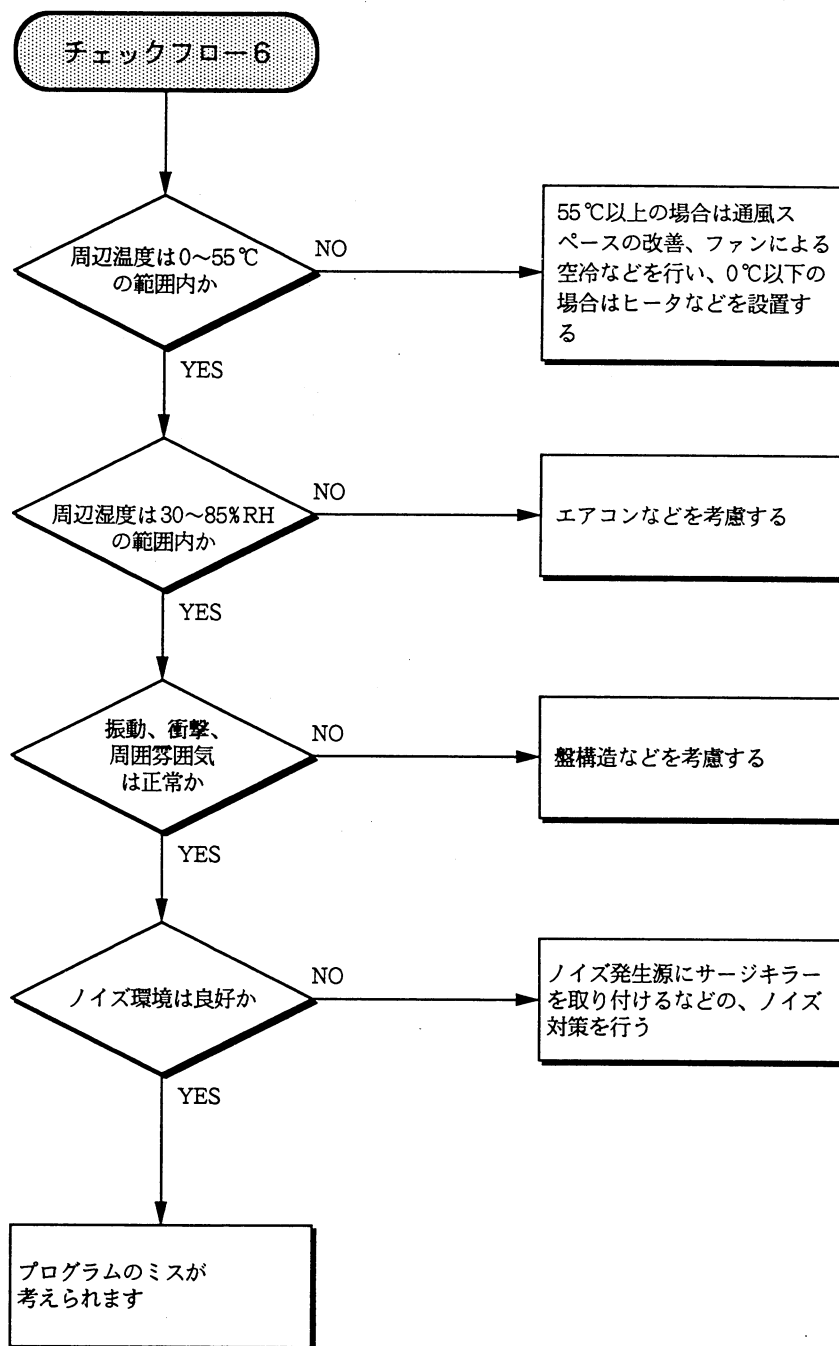 チェックフロー6
周辺温度は0～55℃
の範囲内か
NO
55℃以上の場合は通風ス
ペースの改善、ファンによる
空冷などを行い、0℃以下の
場合はヒータなどを設置す
る
YES
周辺湿度は30～85%RH
の範囲内か
NO
エアコンなどを考慮する
YES
振動、衝撃、
周囲雰囲気
は正常か
NO
盤構造などを考慮する
YES
ノイズ環境は良好か
NO
ノイズ発生源にサージキラー
を取り付けるなどの、ノイズ
対策を行う
YES
プログラムのミスが
考えられます